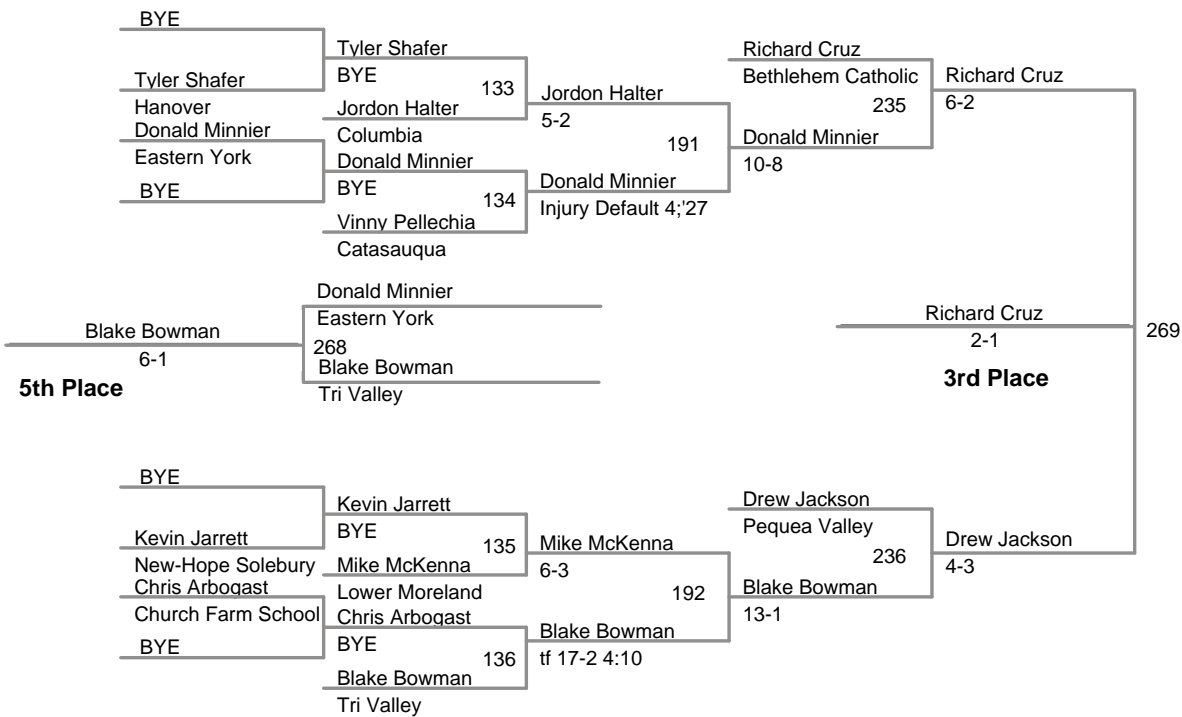 BYE
Tyler Shafer
Richard Cruz
BYE
Bethlehem Catholic
Richard Cruz
Tyler Shafer
133
Jordon Halter
235
6-2
Hanover
Jordon Halter
5-2
Donald Minnier
Columbia
191
Donald Minnier
Eastern York
Donald Minnier
10-8
BYE
BYE
134
Donald Minnier
Injury Default 4;'27
Vinny Pellechia
Catasauqua
Donald Minnier
Eastern York
Blake Bowman
268
6-1
Blake Bowman
5th Place
Tri Valley
Richard Cruz
269
2-1
3rd Place
BYE
Kevin Jarrett
Drew Jackson
BYE
Pequea Valley
Kevin Jarrett
135
Mike McKenna
236
Drew Jackson
New-Hope Solebury
Mike McKenna
6-3
4-3
Chris Arbogast
Lower Moreland
192
Blake Bowman
Church Farm School
Chris Arbogast
13-1
BYE
BYE
136
Blake Bowman
tf 17-2 4:10
Blake Bowman
Tri Valley